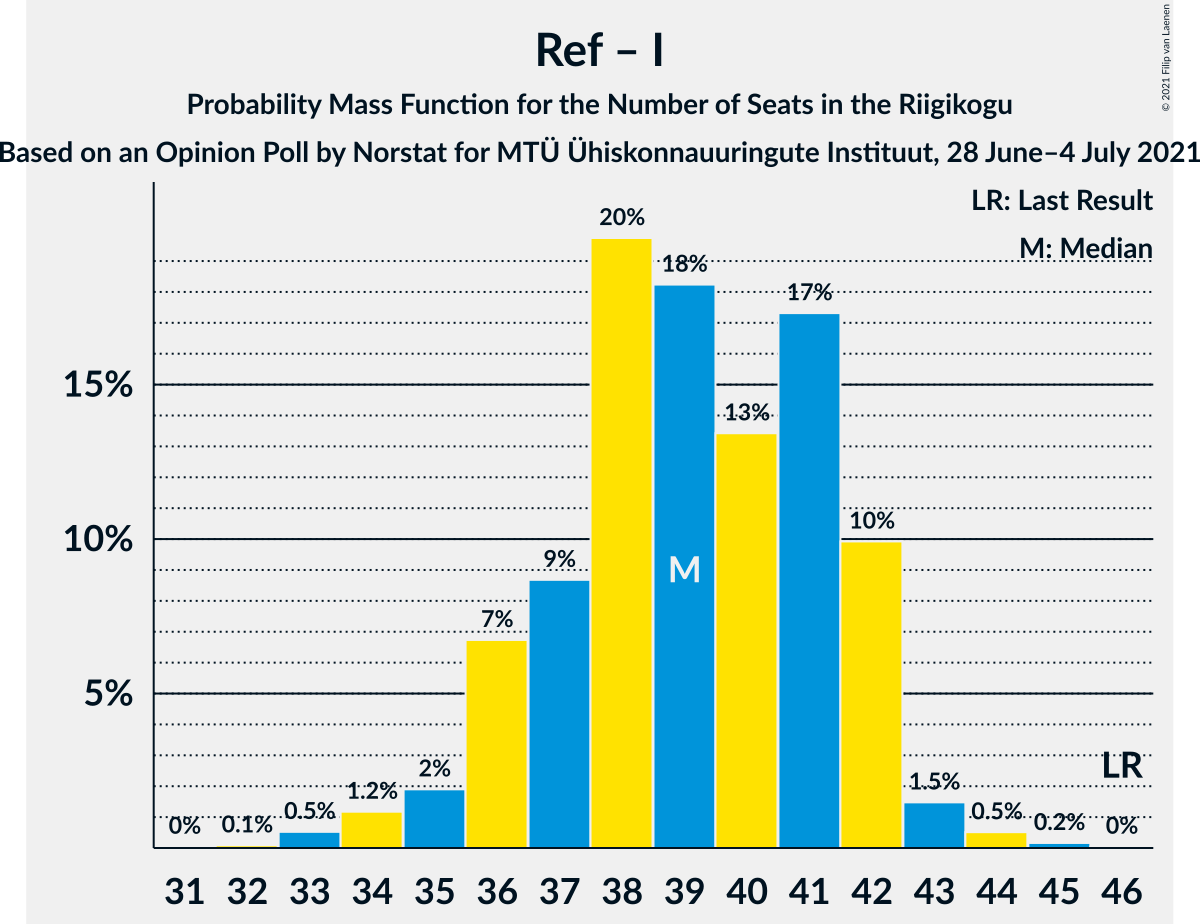 Ref – I
Probability Mass Function for the Number of Seats in the Riigikogu
Based on an Opinion Poll by Norstat for MTÜ Ühiskonnauuringute Instituut, 28 June–4 July 2021
© 2021 Filip van Laenen
LR: Last Result
M: Median
20%
18%
17%
15%
13%
10%
10%
9%
M
7%
5%
LR
2%
1.5%
1.2%
0.5%
0.5%
0.2%
0.1%
0%
0%
31 32 33 34 35 36 37 38 39 40 41 42 43 44 45 46